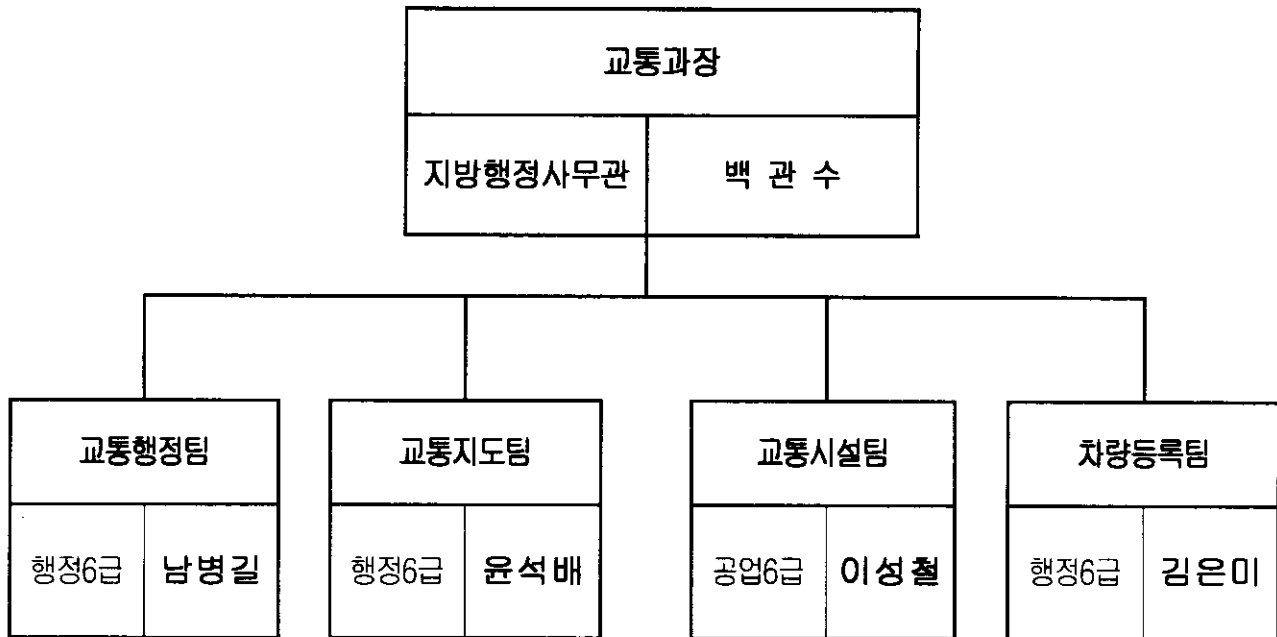 교통과장
지방행정사무관 백 관 수
교통행정팀 교통지도팀 교통시설팀 차량등록팀
행정6급 남병길 행정6급 윤석배 공업6급 이성철 행정6급 김은미